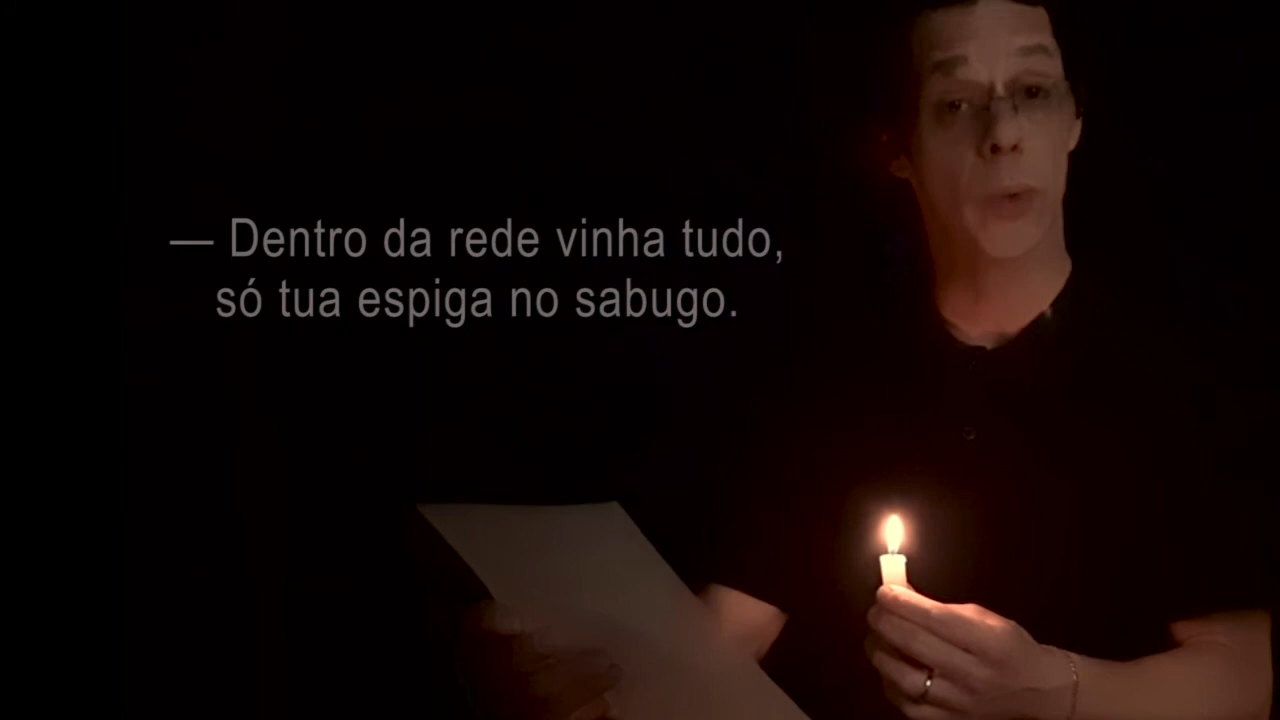 — Dentro da rede vinha tudo,
só tua espiga no sabugo.